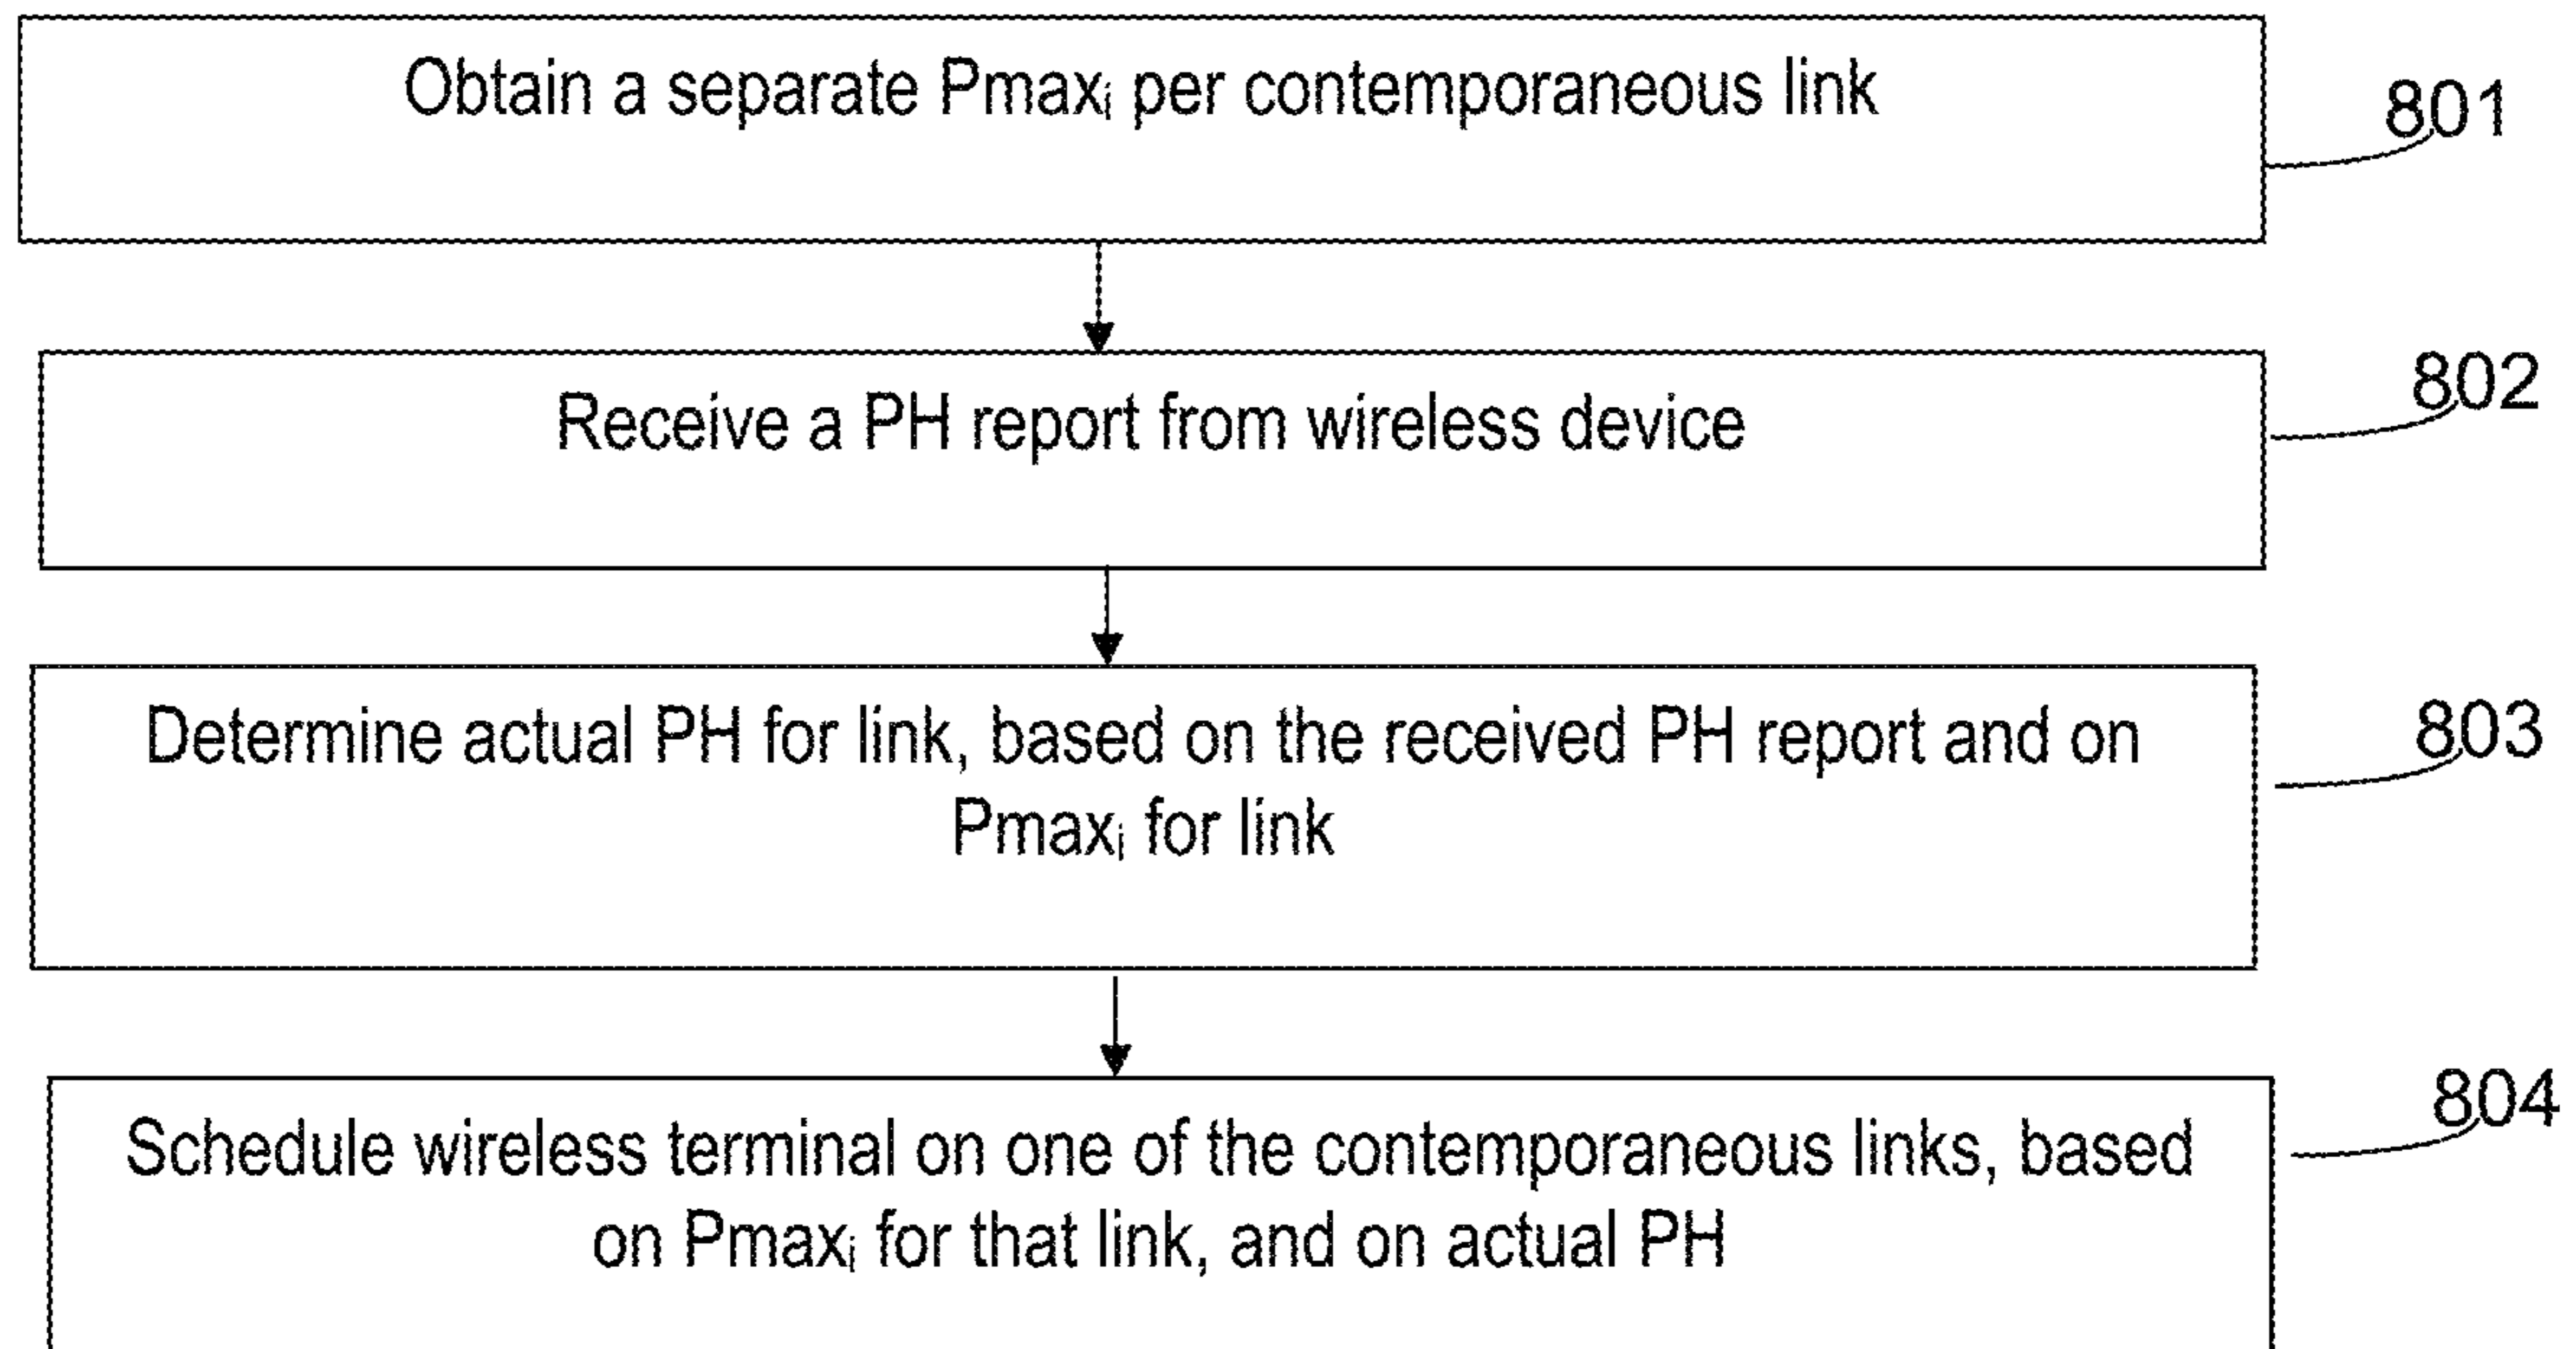 Obtain a separate Pmaxᵢ per contemporaneous link
801
Receive a PH report from wireless device
802
Determine actual PH for link, based on the received PH report and on
Pmaxᵢ for link
803
Schedule wireless terminal on one of the contemporaneous links, based
on Pmaxᵢ for that link, and on actual PH
804